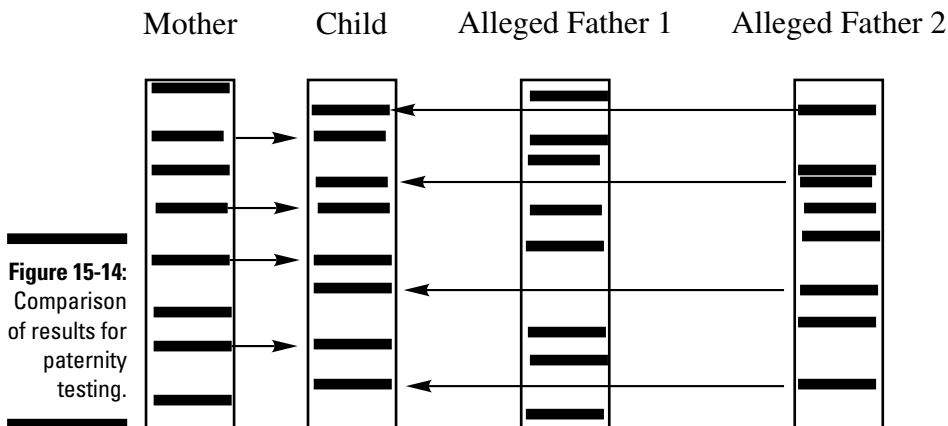 Mother Child Alleged Father 1 Alleged Father 2
Figure 15-14:
Comparison
of results for
paternity
testing.